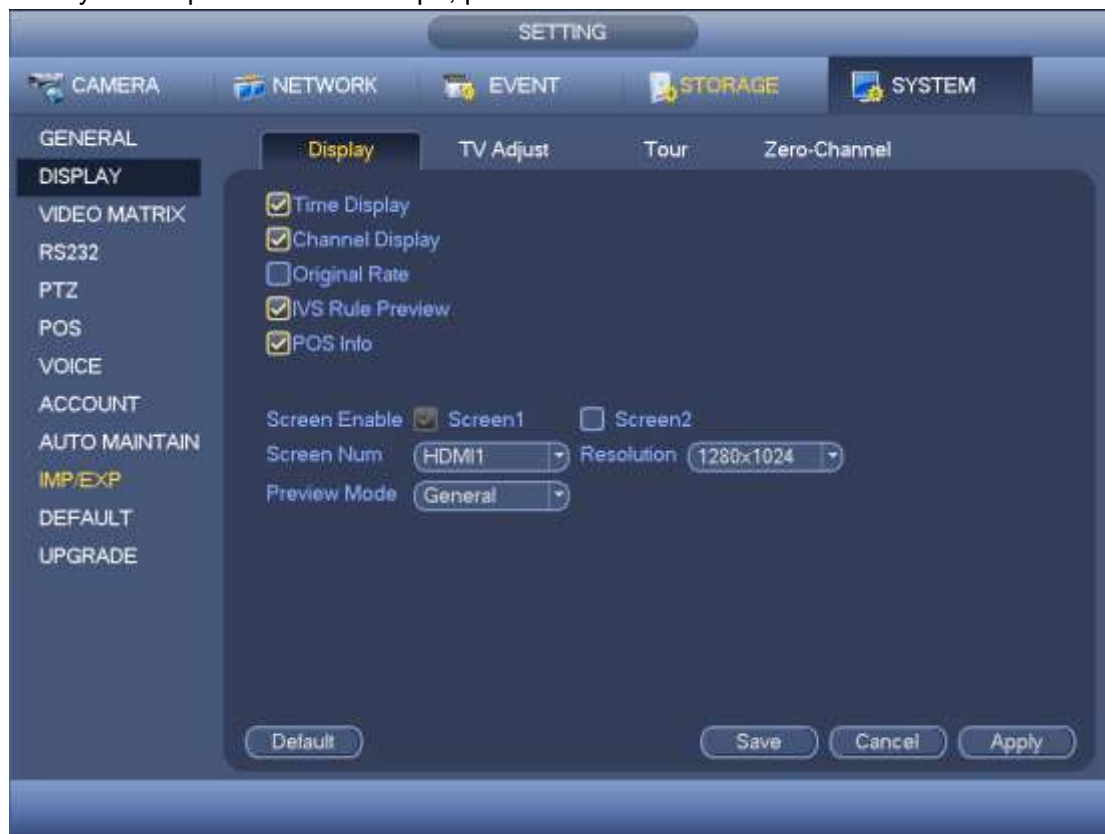 SETTING
CAMERA NETWORK EVENT STORAGE SYSTEM
GENERAL
DISPLAY
VIDEO MATRIX
RS232
PTZ
POS
VOICE
ACCOUNT
AUTO MAINTAIN
IMP/EXP
DEFAULT
UPGRADE
Display TV Adjust Tour Zero-Channel
Time Display
Channel Display
Original Rate
IVS Rule Preview
POS Info
Screen Enable Screen1 Screen2
Screen Num HDMI1 Resolution 1280x1024
Preview Mode General
Default Save Cancel Apply